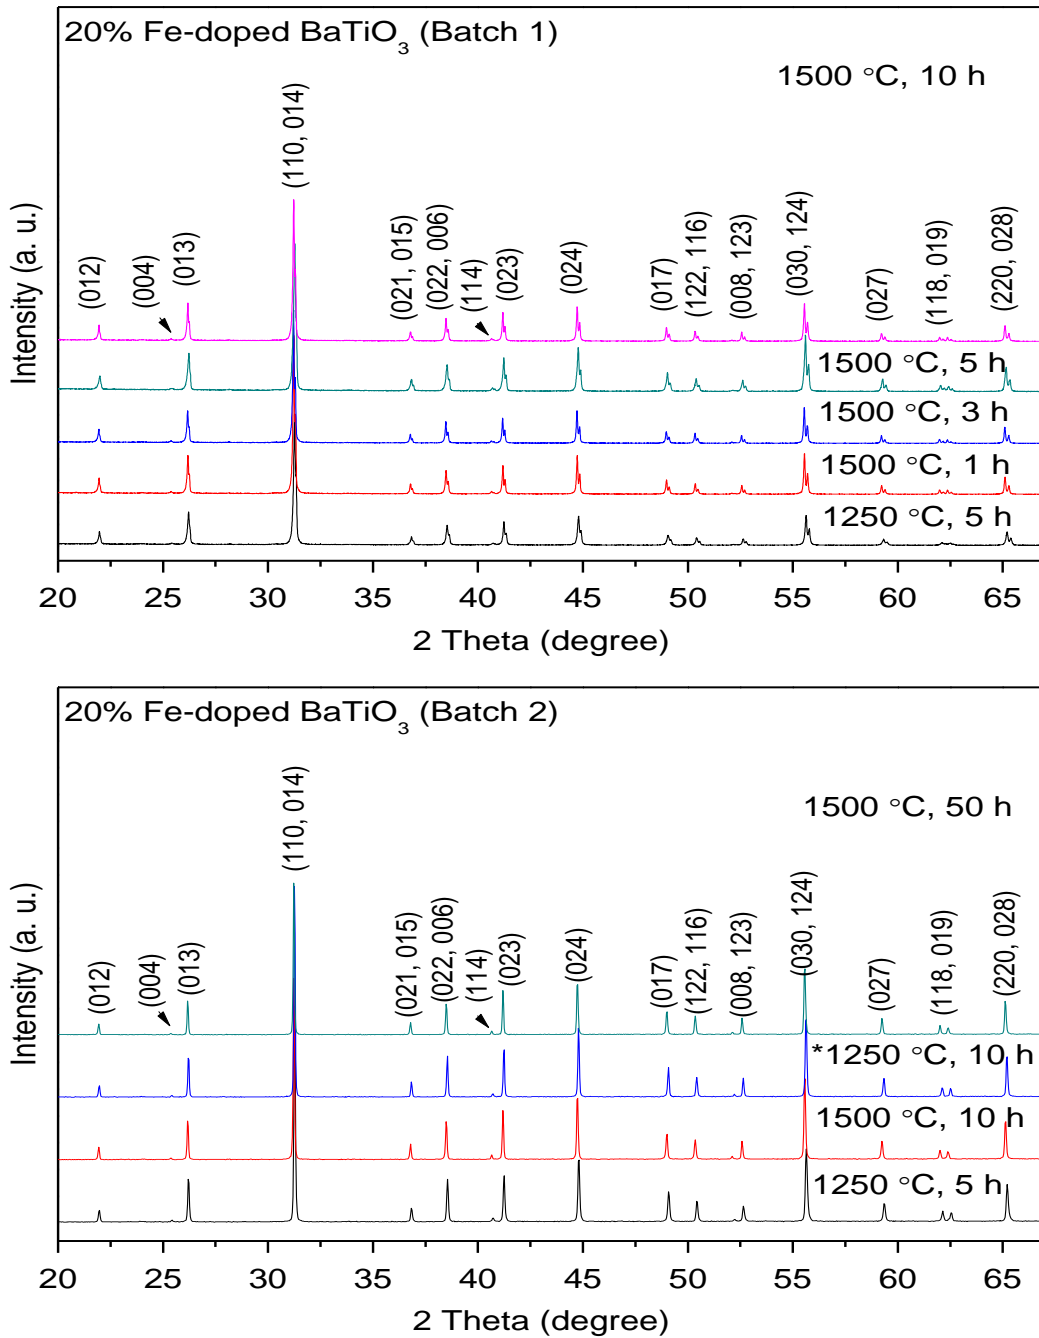 20% Fe-doped BaTiO3 (Batch 1)
1500 °C, 10 h
(012)
(004)
(013)
(110, 014)
(021, 015)
(022, 006)
(114)
(023)
(024)
(017)
(122, 116)
(008, 123)
(030, 124)
(027)
(118, 019)
(220, 028)
1500 °C, 5 h
1500 °C, 3 h
1500 °C, 1 h
1250 °C, 5 h
Intensity (a. u.)
20 25 30 35 40 45 50 55 60 65
2 Theta (degree)
20% Fe-doped BaTiO3 (Batch 2)
1500 °C, 50 h
(012)
(004)
(013)
(110, 014)
(021, 015)
(022, 006)
(114)
(023)
(024)
(017)
(122, 116)
(008, 123)
(030, 124)
(027)
(118, 019)
(220, 028)
*1250 °C, 10 h
1500 °C, 10 h
1250 °C, 5 h
Intensity (a. u.)
20 25 30 35 40 45 50 55 60 65
2 Theta (degree)